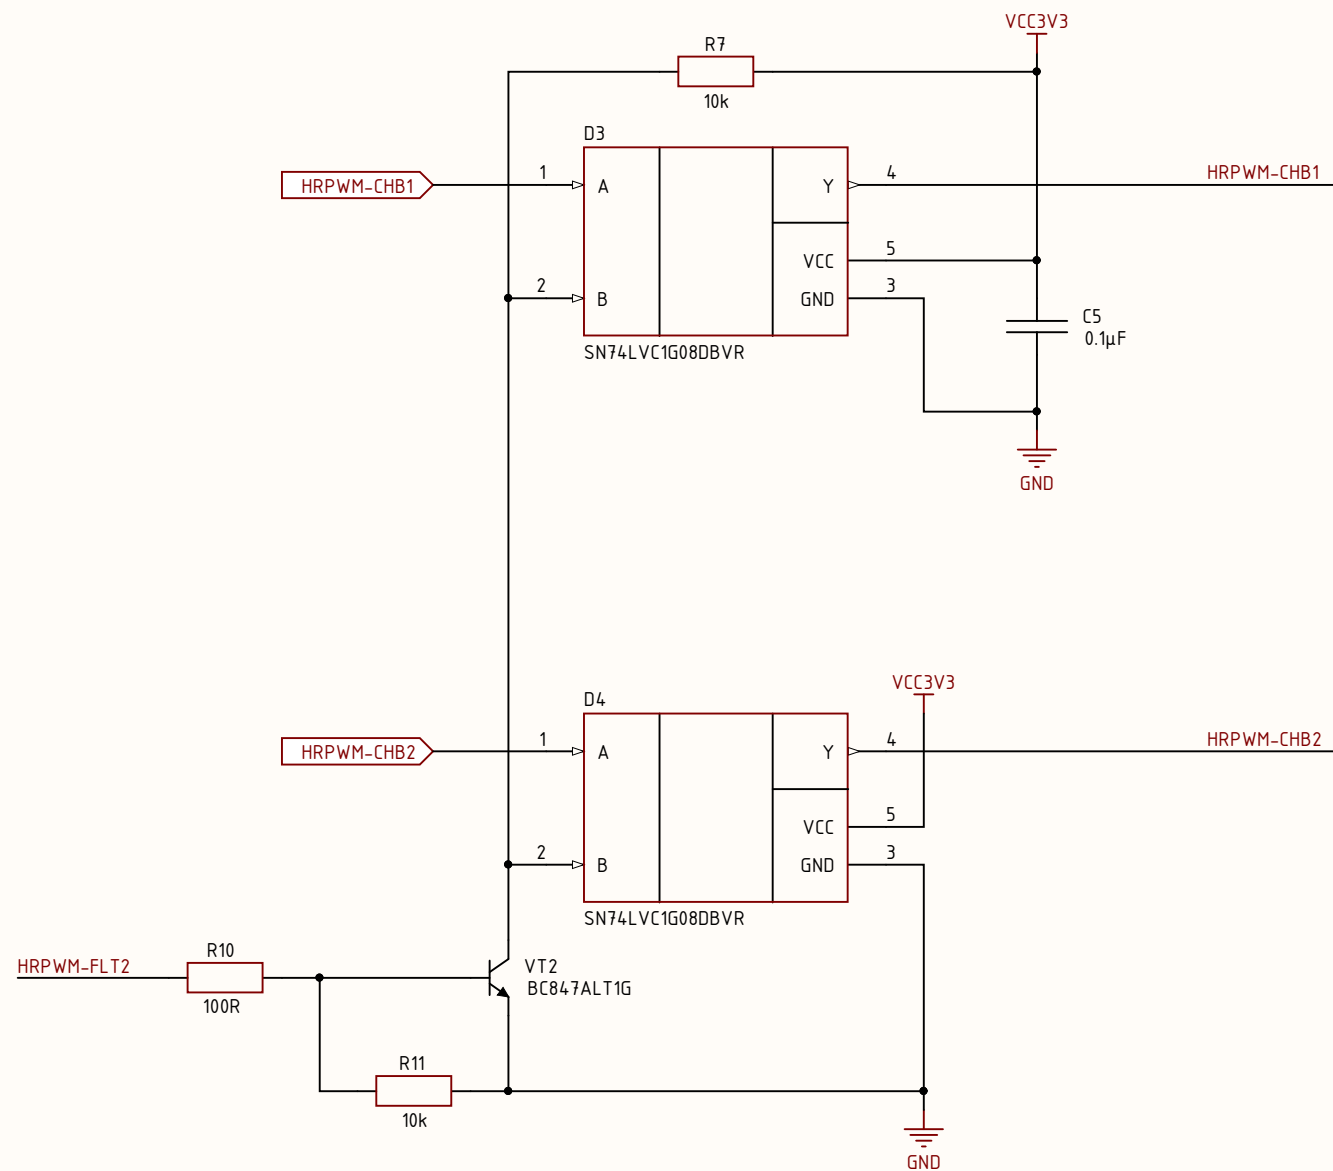 VCC3V3
R7
10k
D3
HRPWM-CHB1
1
A
Y
4
HRPWM-CHB1
VCC
5
2
B
GND
3
C5
0.1µF
SN74LVC1G08DBVR
GND
VCC3V3
D4
HRPWM-CHB2
1
A
Y
4
HRPWM-CHB2
VCC
5
2
B
GND
3
SN74LVC1G08DBVR
HRPWM-FLT2
R10
100R
VT2
BC847ALT1G
R11
10k
GND